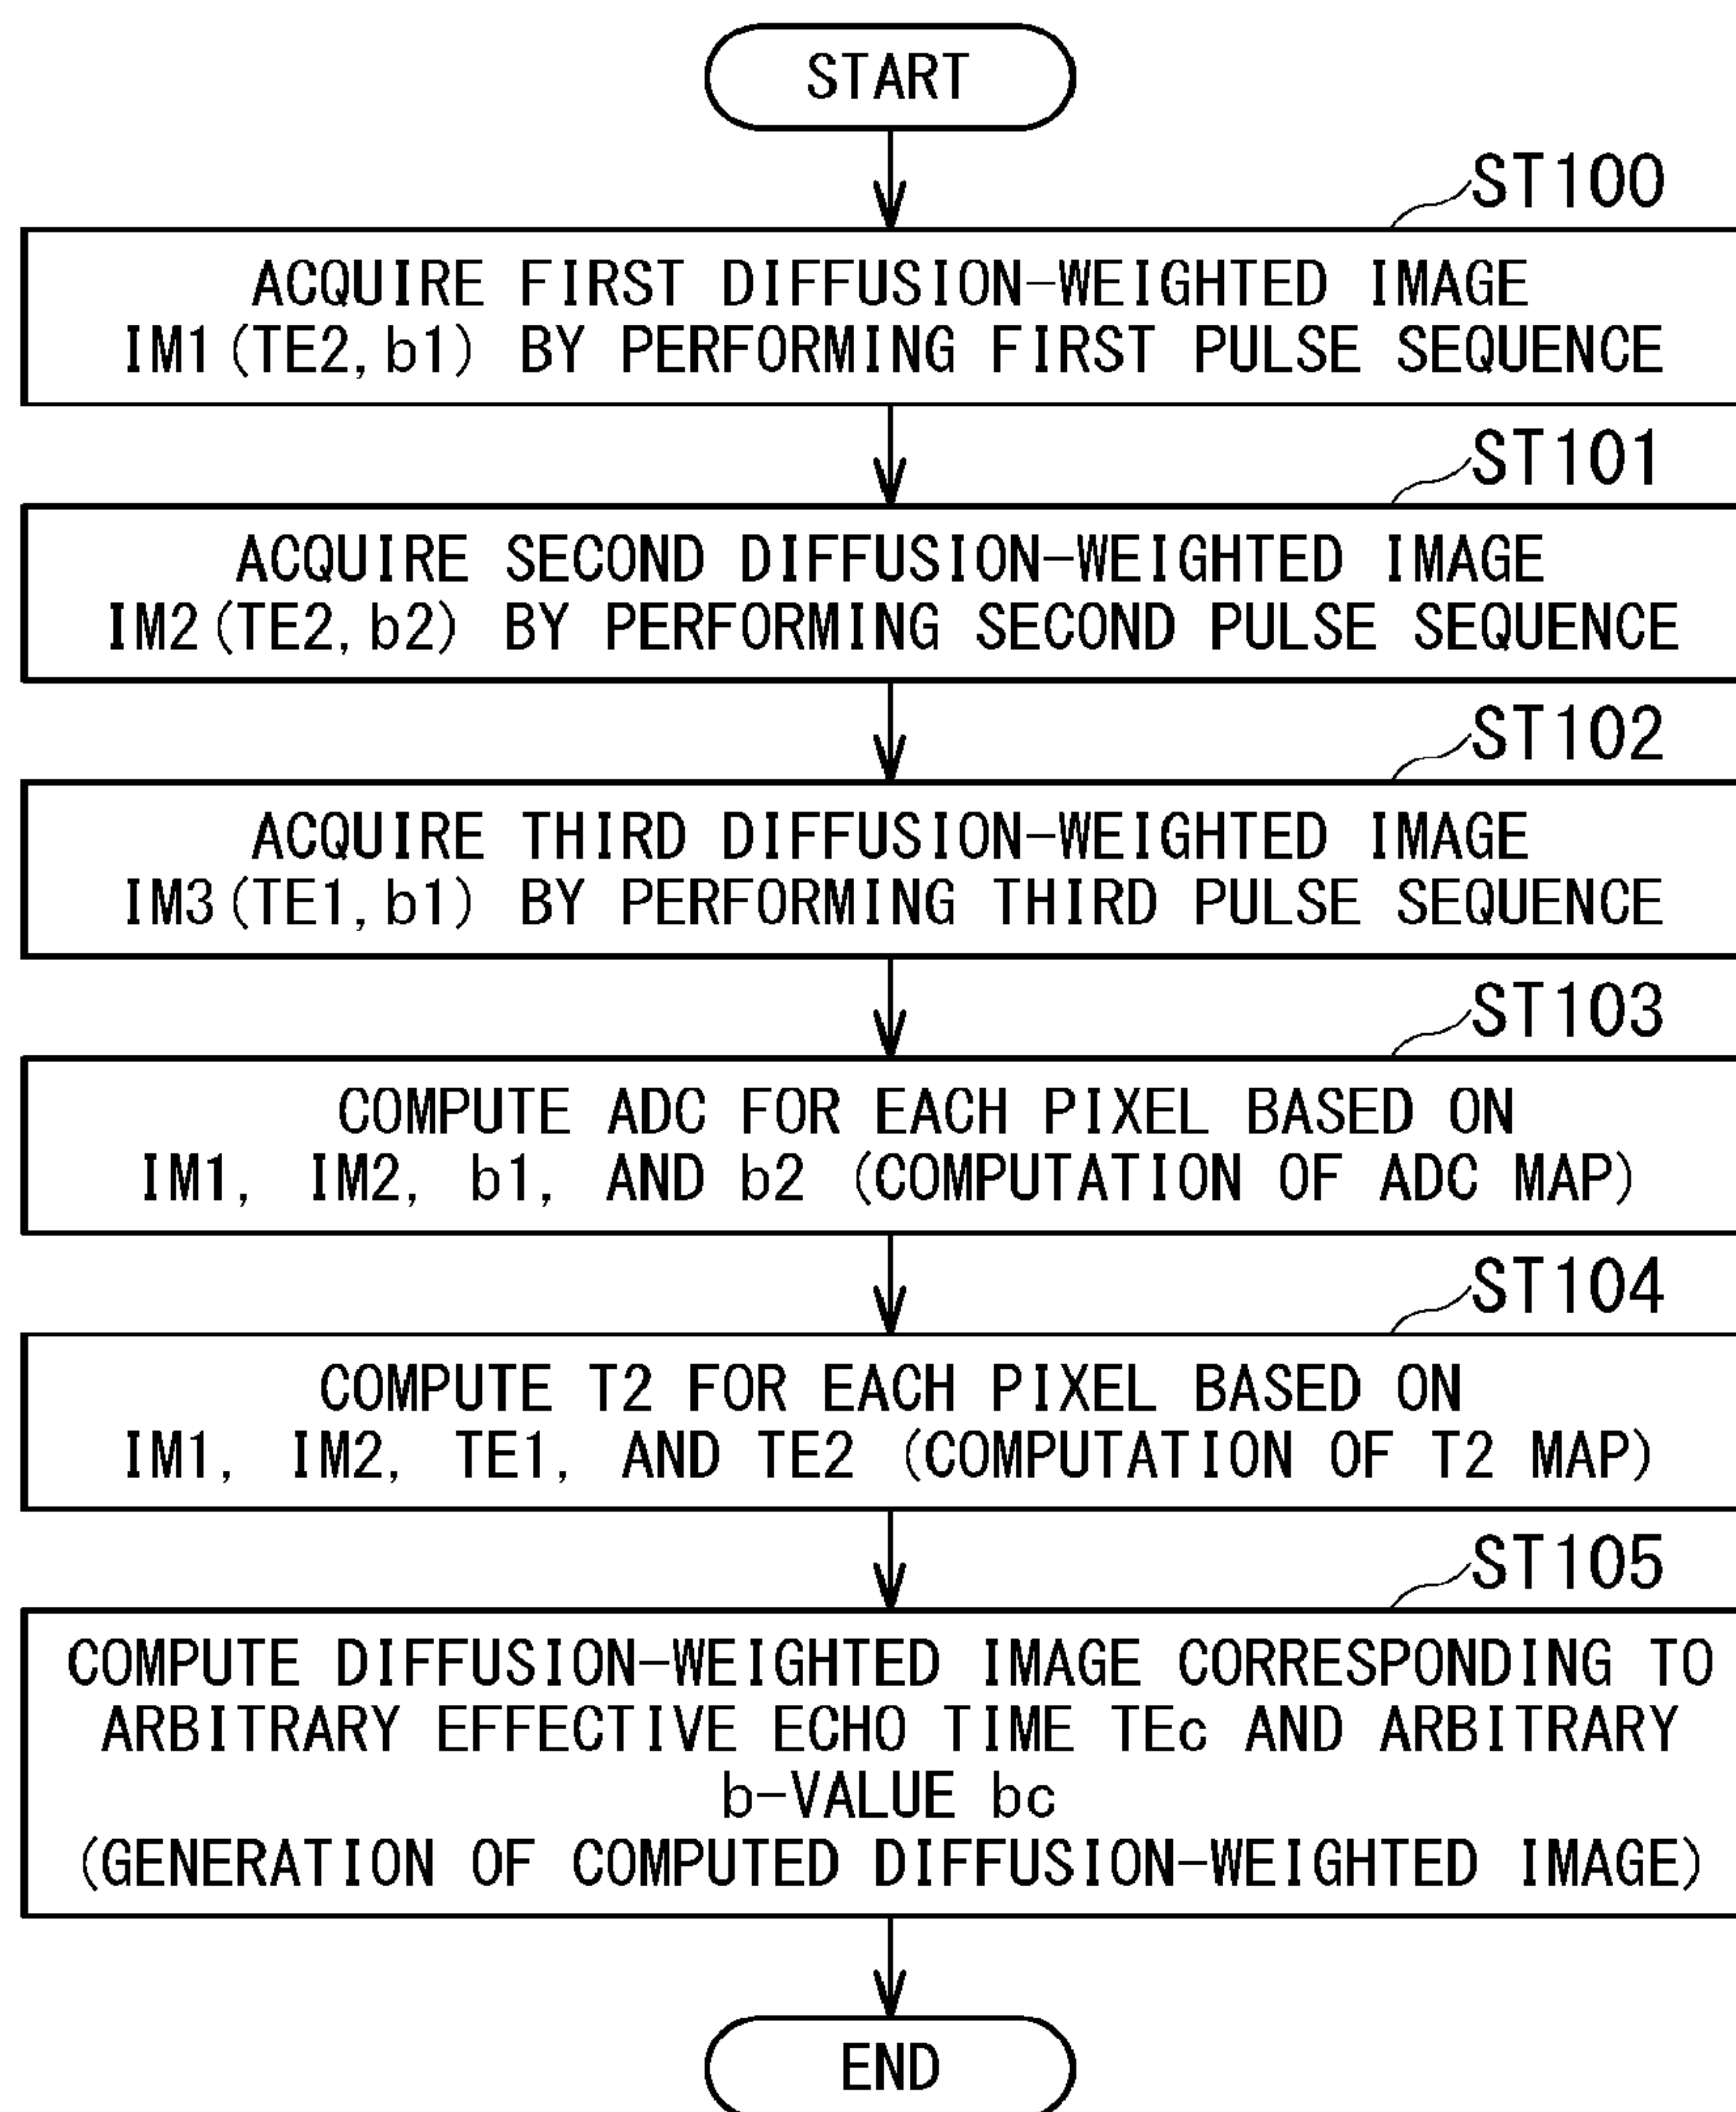 START
ST100
ACQUIRE FIRST DIFFUSION-WEIGHTED IMAGE
IM1(TE2,b1) BY PERFORMING FIRST PULSE SEQUENCE
ST101
ACQUIRE SECOND DIFFUSION-WEIGHTED IMAGE
IM2(TE2,b2) BY PERFORMING SECOND PULSE SEQUENCE
ST102
ACQUIRE THIRD DIFFUSION-WEIGHTED IMAGE
IM3(TE1,b1) BY PERFORMING THIRD PULSE SEQUENCE
ST103
COMPUTE ADC FOR EACH PIXEL BASED ON
IM1, IM2, b1, AND b2 (COMPUTATION OF ADC MAP)
ST104
COMPUTE T2 FOR EACH PIXEL BASED ON
IM1, IM2, TE1, AND TE2 (COMPUTATION OF T2 MAP)
ST105
COMPUTE DIFFUSION-WEIGHTED IMAGE CORRESPONDING TO
ARBITRARY EFFECTIVE ECHO TIME TEc AND ARBITRARY
b-VALUE bc
(GENERATION OF COMPUTED DIFFUSION-WEIGHTED IMAGE)
END